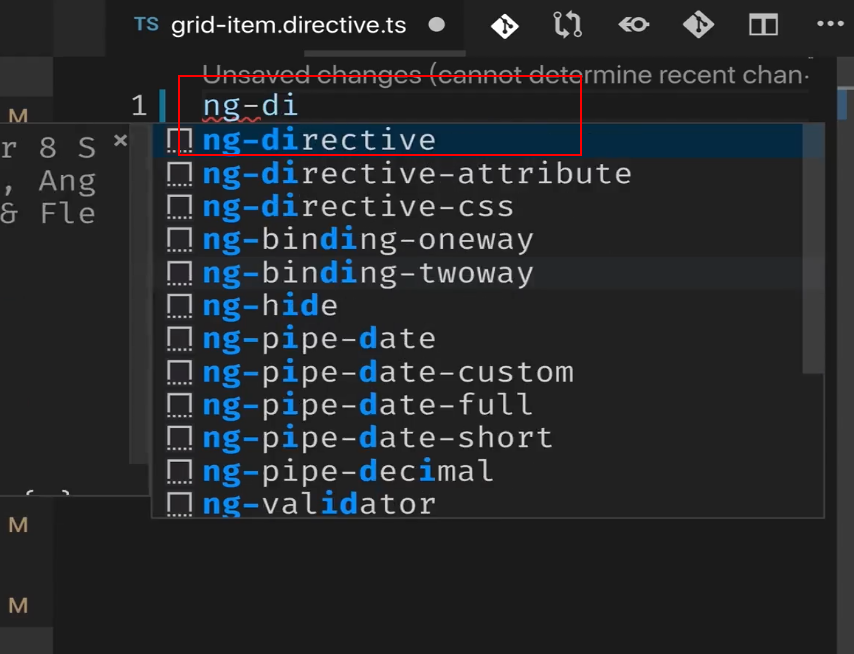 TS grid-item.directive.ts
Unsaved changes (cannot determine recent chan
1 ng-di
M
r 8 S
, Ang
& Fle
ng-directive
ng-directive-attribute
ng-directive-css
ng-binding-oneway
ng-binding-twoway
ng-hide
ng-pipe-date
ng-pipe-date-custom
ng-pipe-date-full
ng-pipe-date-short
ng-pipe-decimal
ng-validator
M
M